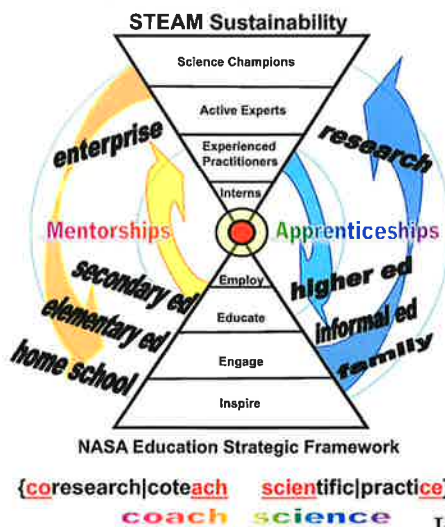 STEAM Sustainability
Science Champions
Active Experts
enterprise
Experienced
Practitioners
research
Interns
Mentorships
Apprenticeships
secondary ed
Employ
higher ed
elementary ed
Educate
informal ed
home school
Engage
family
Inspire
NASA Education Strategic Framework
{coresearch|coteach scientific|practice}
coach science